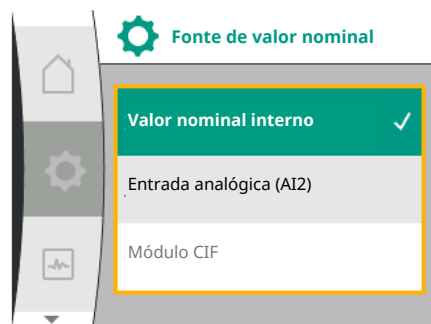 Fonte de valor nominal
Valor nominal interno
Entrada analógica (AI2)
Módulo CIF